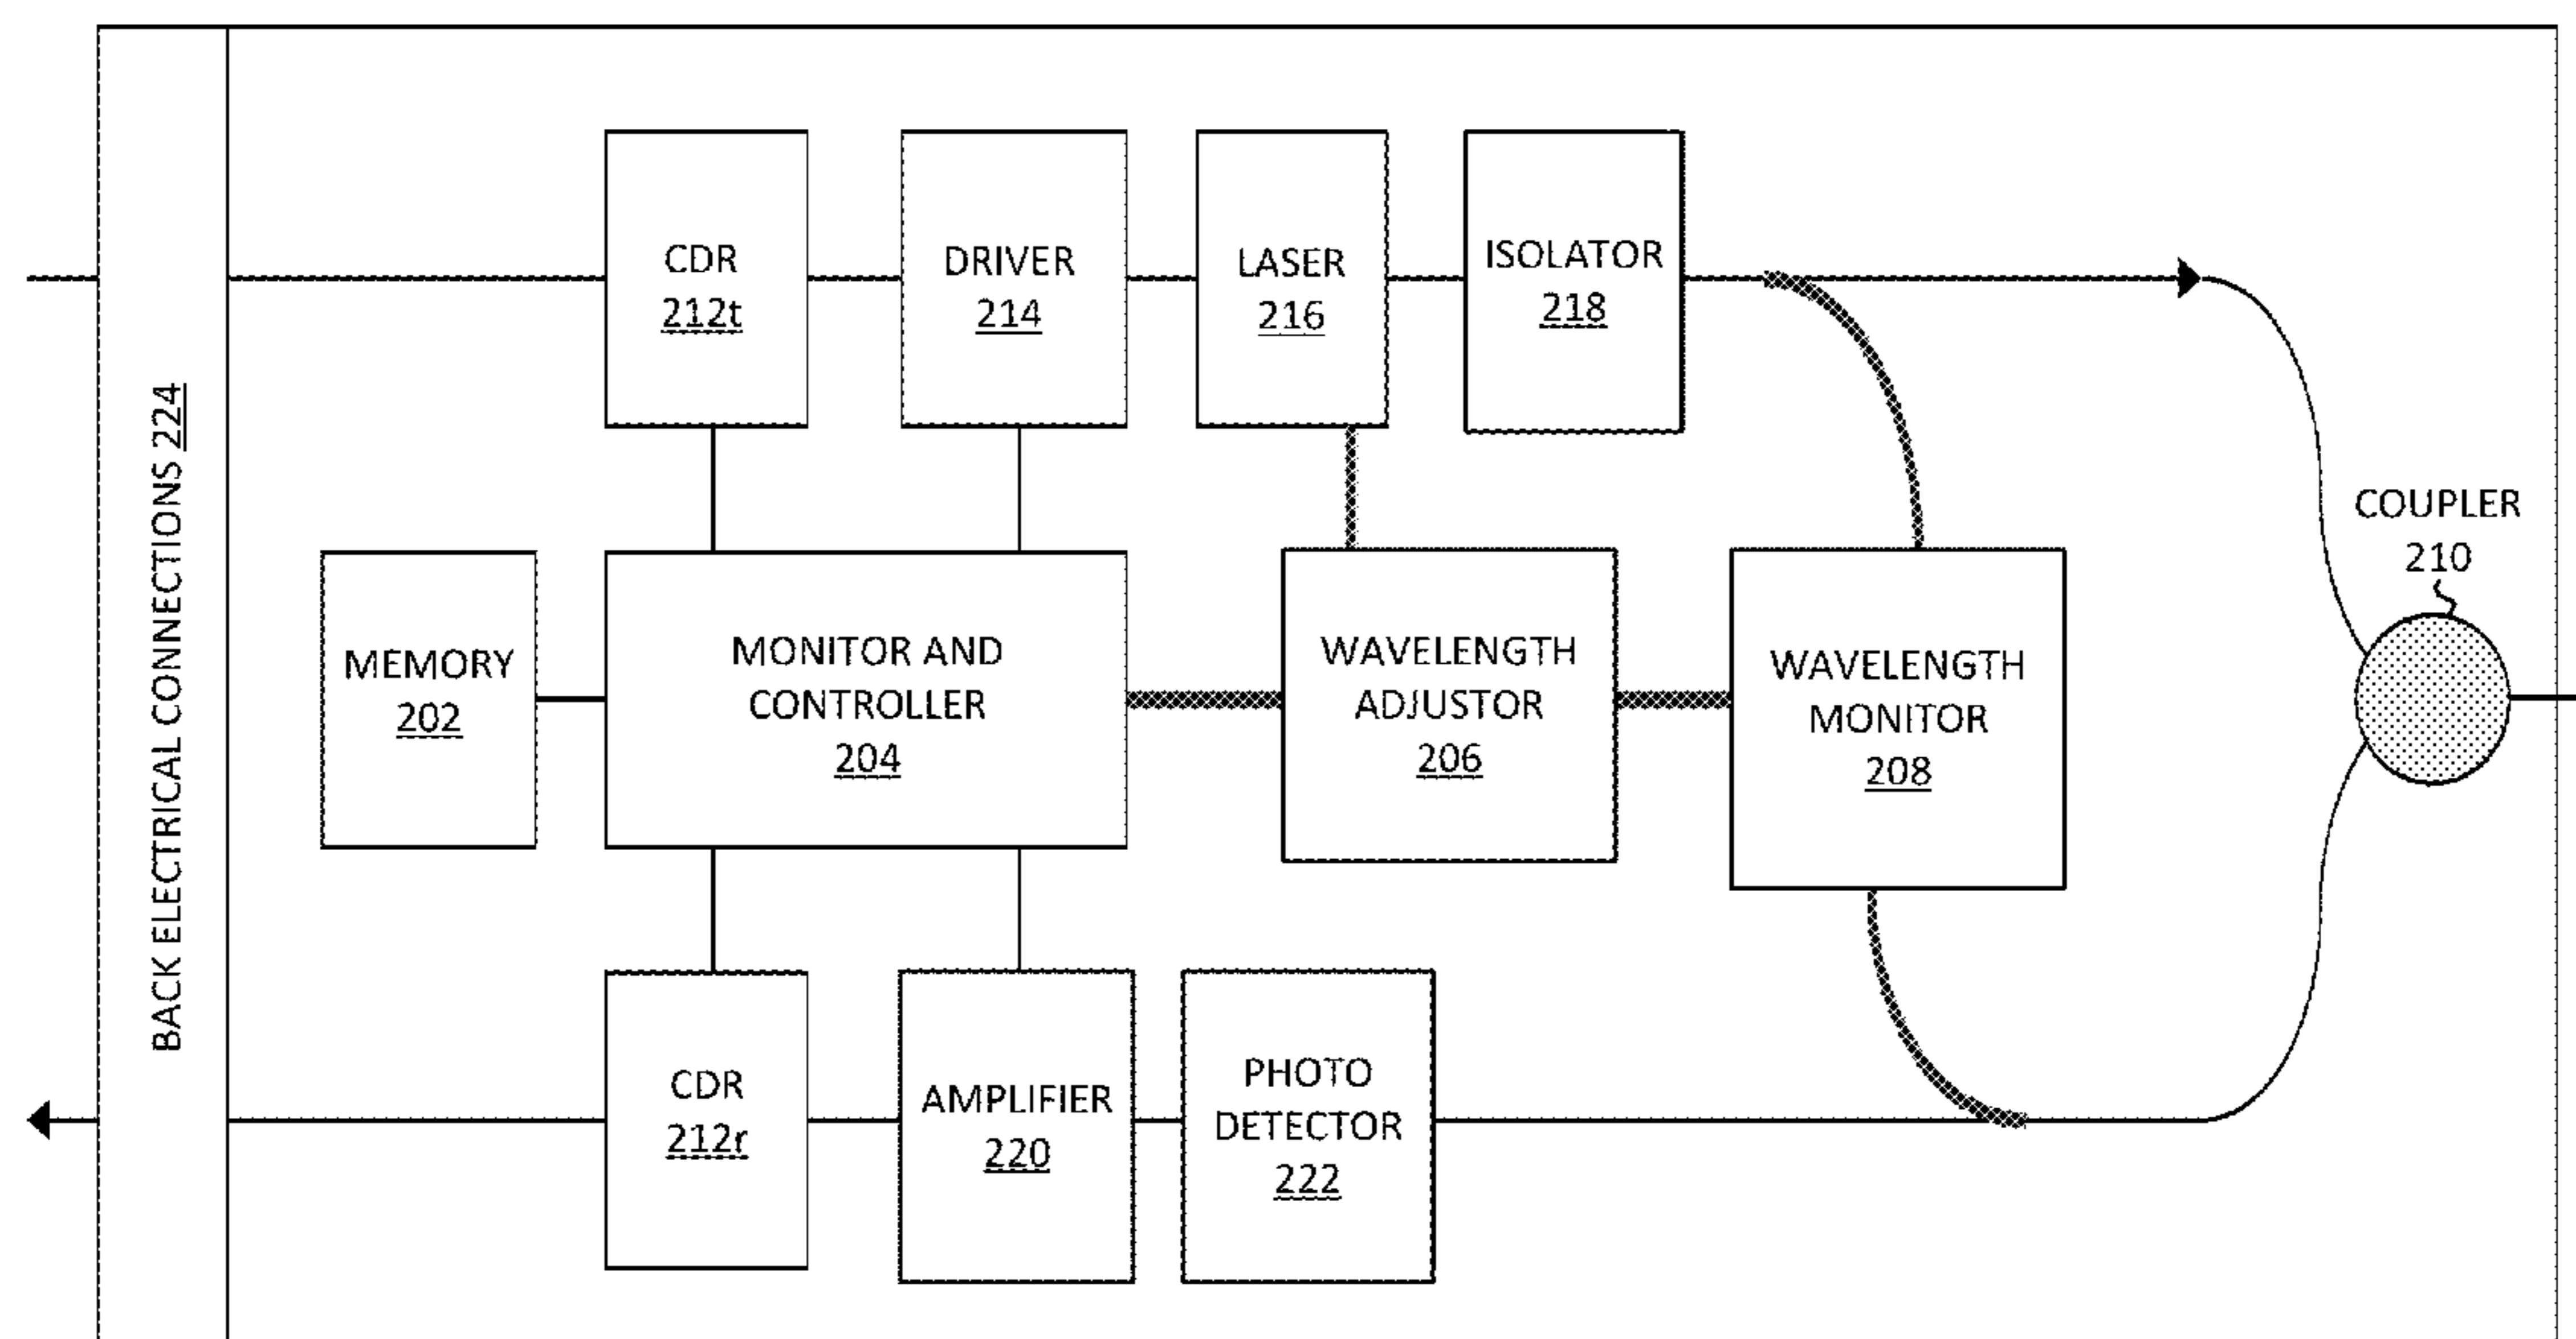 BACK ELECTRICAL CONNECTIONS 224
CDR
212t
DRIVER
214
LASER
216
ISOLATOR
218
COUPLER
210
MEMORY
202
MONITOR AND
CONTROLLER
204
WAVELENGTH
ADJUSTOR
206
WAVELENGTH
MONITOR
208
CDR
212r
AMPLIFIER
220
PHOTO
DETECTOR
222